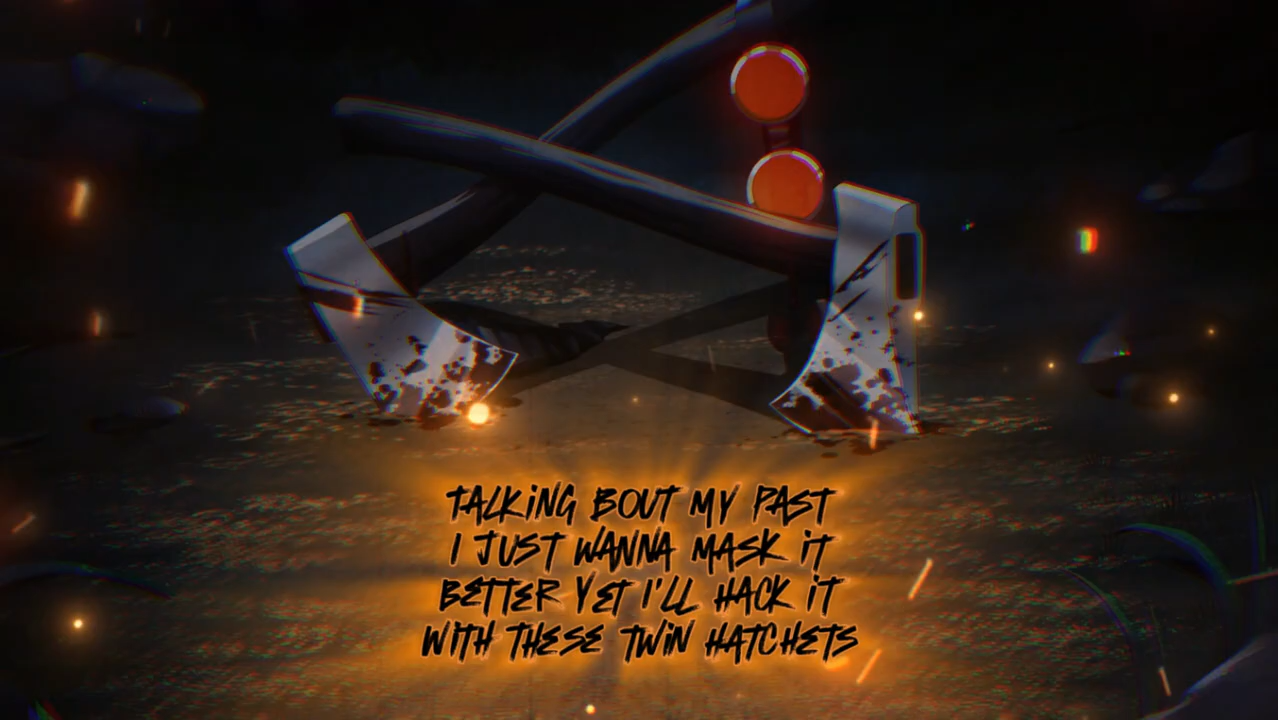 TALKING BOUT MY PAST
I JUST WANNA MASK IT
BETTER YET I'LL HACK IT
WITH THESE TWIN HATCHETS